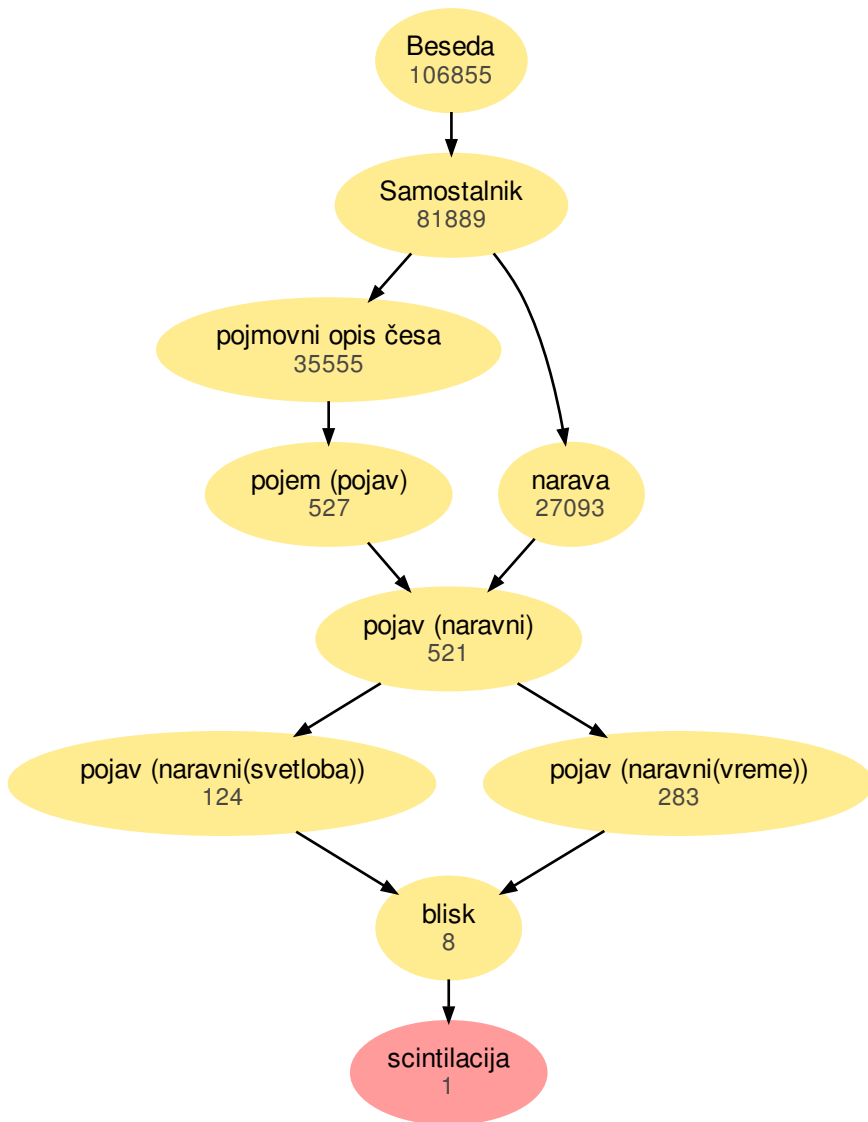 Beseda
106855
Samostalnik
81889
pojmovni opis česa
35555
pojem (pojav)
527
narava
27093
pojav (naravni)
521
pojav (naravni(svetloba))
124
pojav (naravni(vreme))
283
blisk
8
scintilacija
1